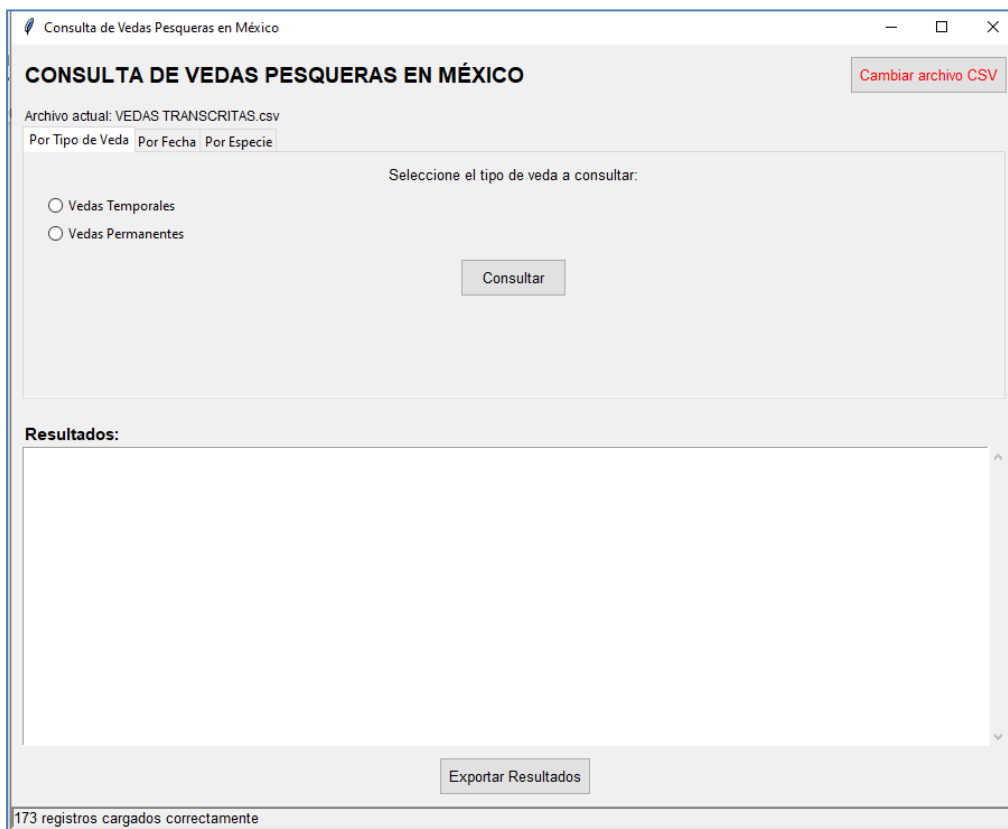 Consulta de Vedas Pesqueras en México
CONSULTA DE VEDAS PESQUERAS EN MÉXICO
Cambiar archivo CSV
Archivo actual: VEDAS TRANSCRITAS.csv
Por Tipo de Veda Por Fecha Por Especie
Seleccione el tipo de veda a consultar:
Vedas Temporales
Vedas Permanentes
Consultar
Resultados:
Exportar Resultados
173 registros cargados correctamente